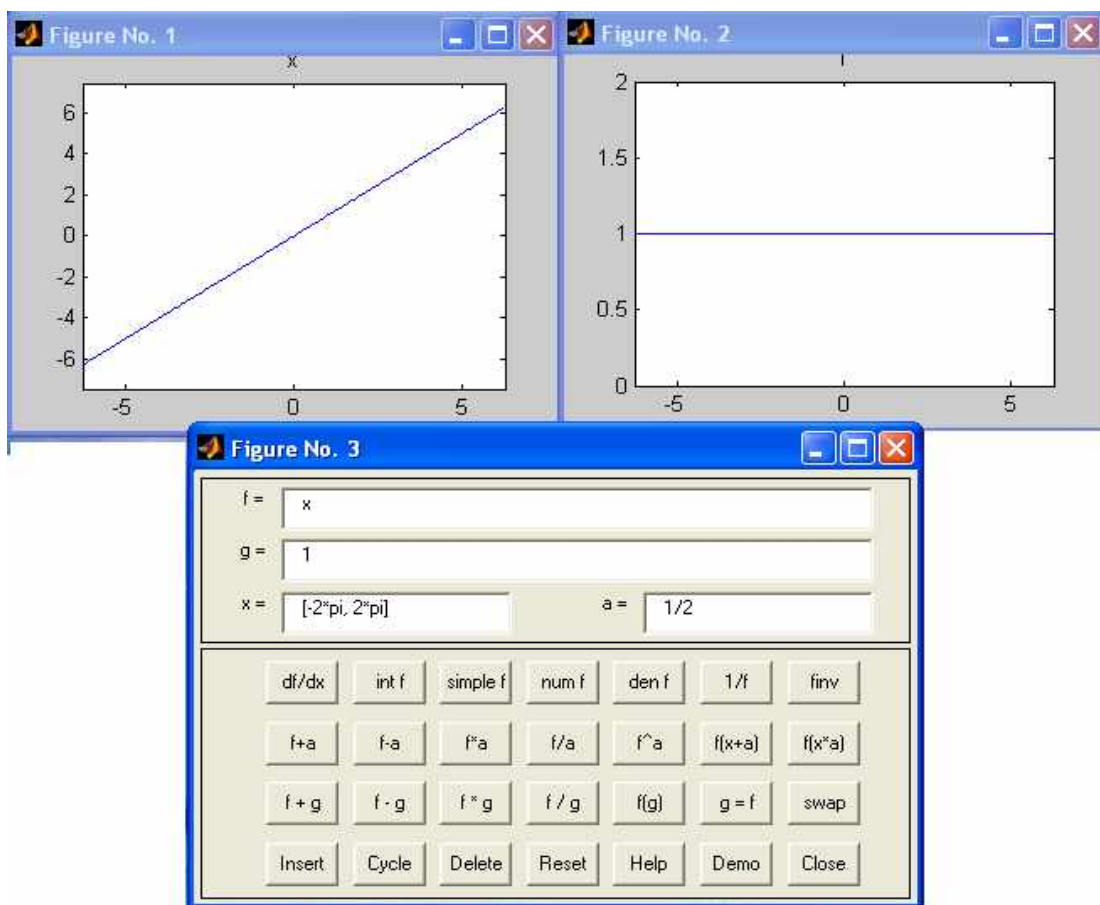 Figure No. 1
x
6
4
2
0
-2
-4
-6
-5 0 5
Figure No. 2
2
1.5
1
0.5
0
-5 0 5
Figure No. 3
f = x
g = 1
x = [-2*pi, 2*pi] a = 1/2
df/dx int f simple f num f den f 1/f finv
f+a f-a f*a f/a f^a f(x+a) f(x*a)
f + g f - g f * g f / g f(g) g = f swap
Insert Cycle Delete Reset Help Demo Close